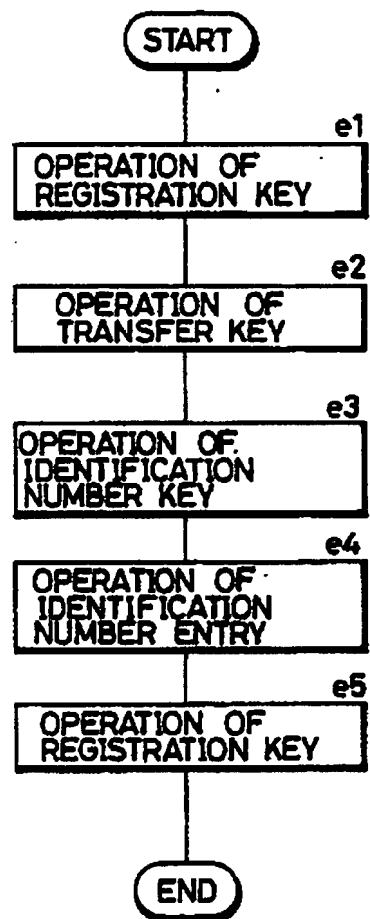 START
e1
OPERATION OF
REGISTRATION KEY
e2
OPERATION OF
TRANSFER KEY
e3
OPERATION OF
IDENTIFICATION
NUMBER KEY
e4
OPERATION OF
IDENTIFICATION
NUMBER ENTRY
e5
OPERATION OF
REGISTRATION KEY
END